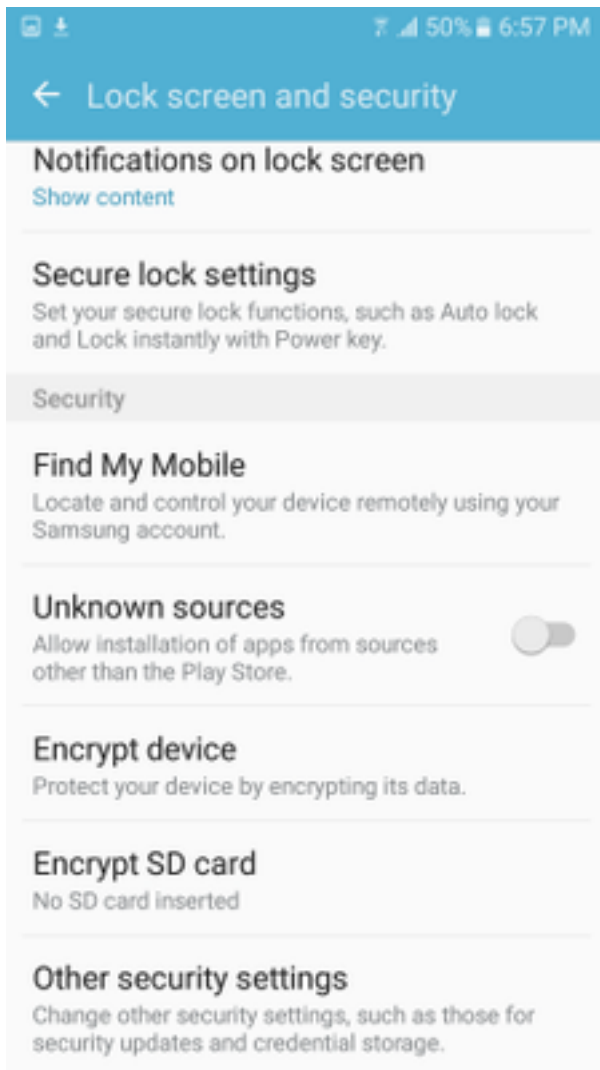 50% 6:57 PM
Lock screen and security
Notifications on lock screen
Show content
Secure lock settings
Set your secure lock functions, such as Auto lock
and Lock instantly with Power key.
Security
Find My Mobile
Locate and control your device remotely using your
Samsung account.
Unknown sources
Allow installation of apps from sources
other than the Play Store.
Encrypt device
Protect your device by encrypting its data.
Encrypt SD card
No SD card inserted
Other security settings
Change other security settings, such as those for
security updates and credential storage.